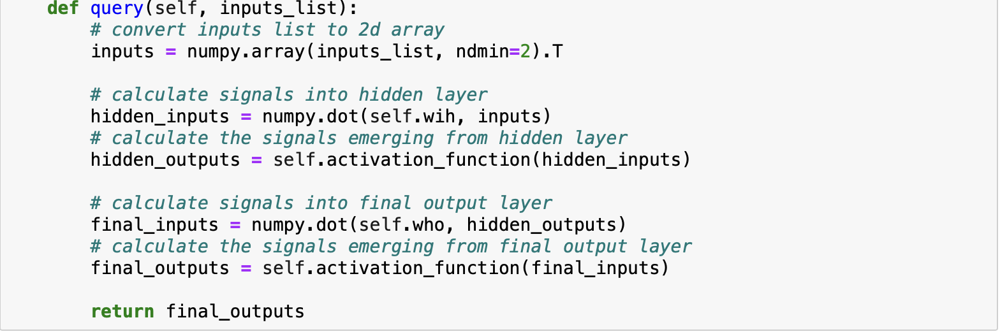 def query(self, inputs_list):
# convert inputs list to 2d array
inputs = numpy.array(inputs_list, ndmin=2).T
# calculate signals into hidden layer
hidden_inputs = numpy.dot(self.wih, inputs)
# calculate the signals emerging from hidden layer
hidden_outputs = self.activation_function(hidden_inputs)
# calculate signals into final output layer
final_inputs = numpy.dot(self.who, hidden_outputs)
# calculate the signals emerging from final output layer
final_outputs = self.activation_function(final_inputs)
return final_outputs